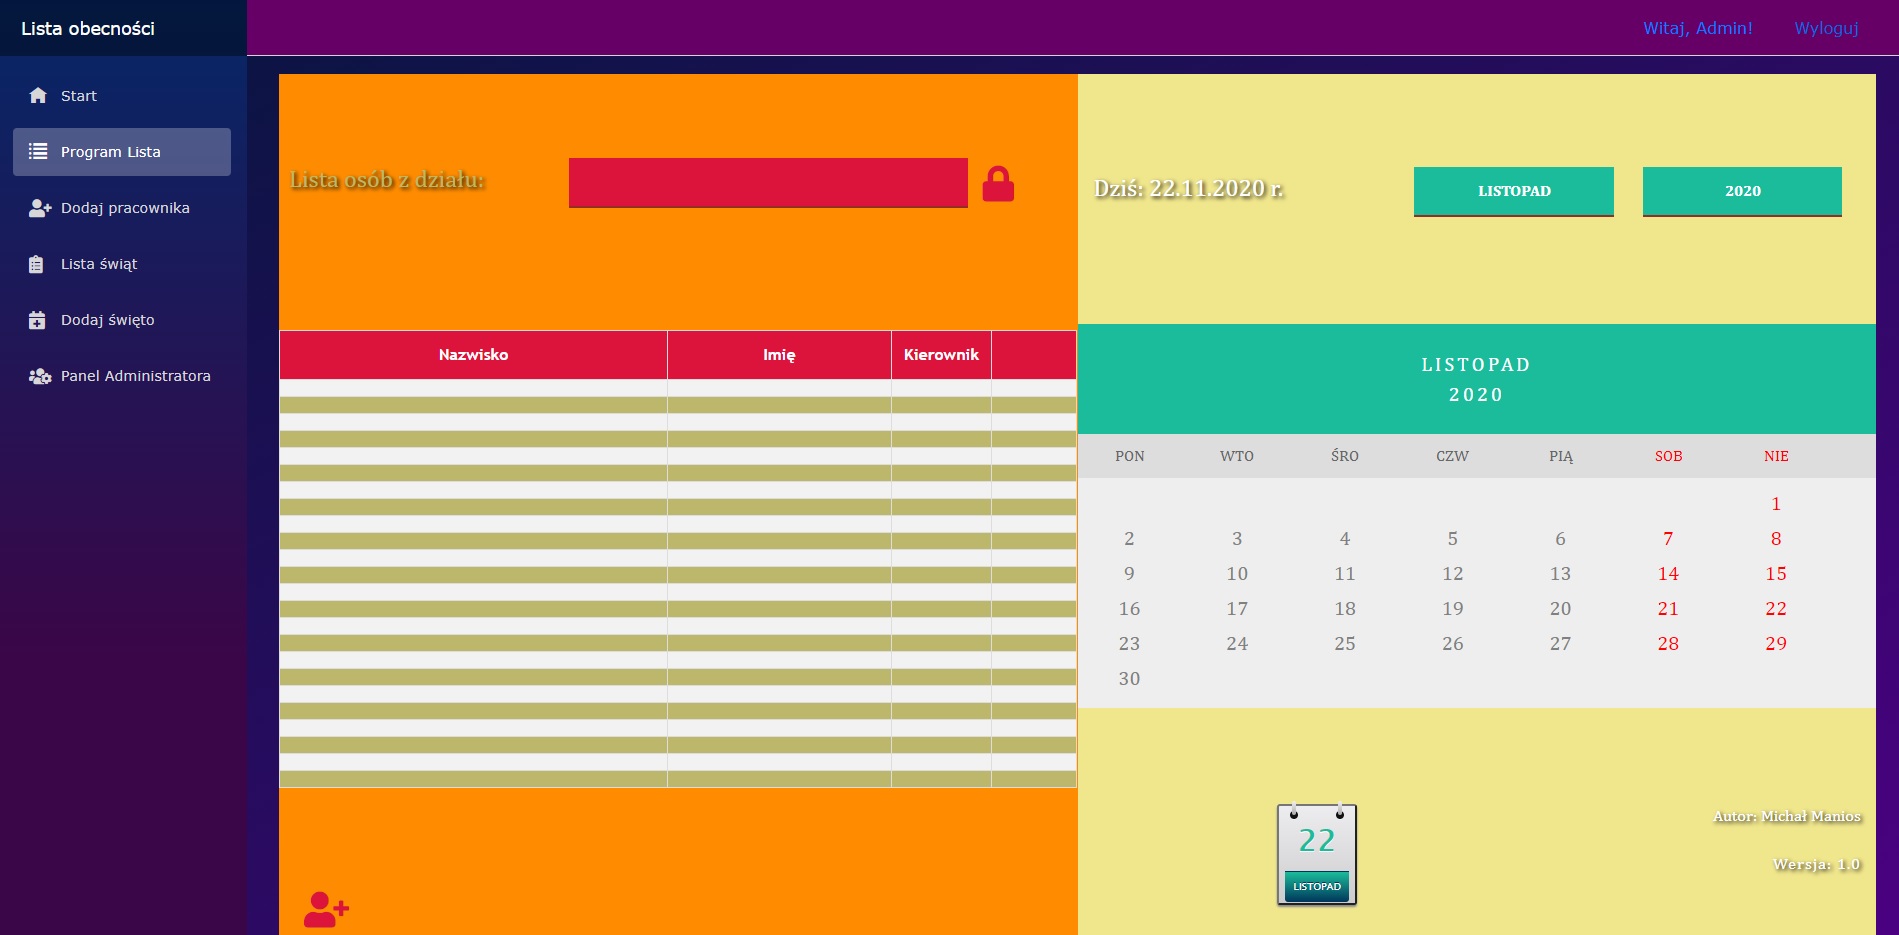 Lista obecności
Witaj, Admin! Wyloguj
Start
Program Lista
Dodaj pracownika
Lista świąt
Dodaj święto
Panel Administratora
Lista osób z działu:
Nazwisko Imię Kierownik
Dziś: 22.11.2020 r. LISTOPAD 2020
LISTOPAD
2020
PON WTO ŚRO CZW PIĄ SOB NIE
1
2 3 4 5 6 7 8
9 10 11 12 13 14 15
16 17 18 19 20 21 22
23 24 25 26 27 28 29
30
22
LISTOPAD
Autor: Michał Manios
Wersja: 1.0